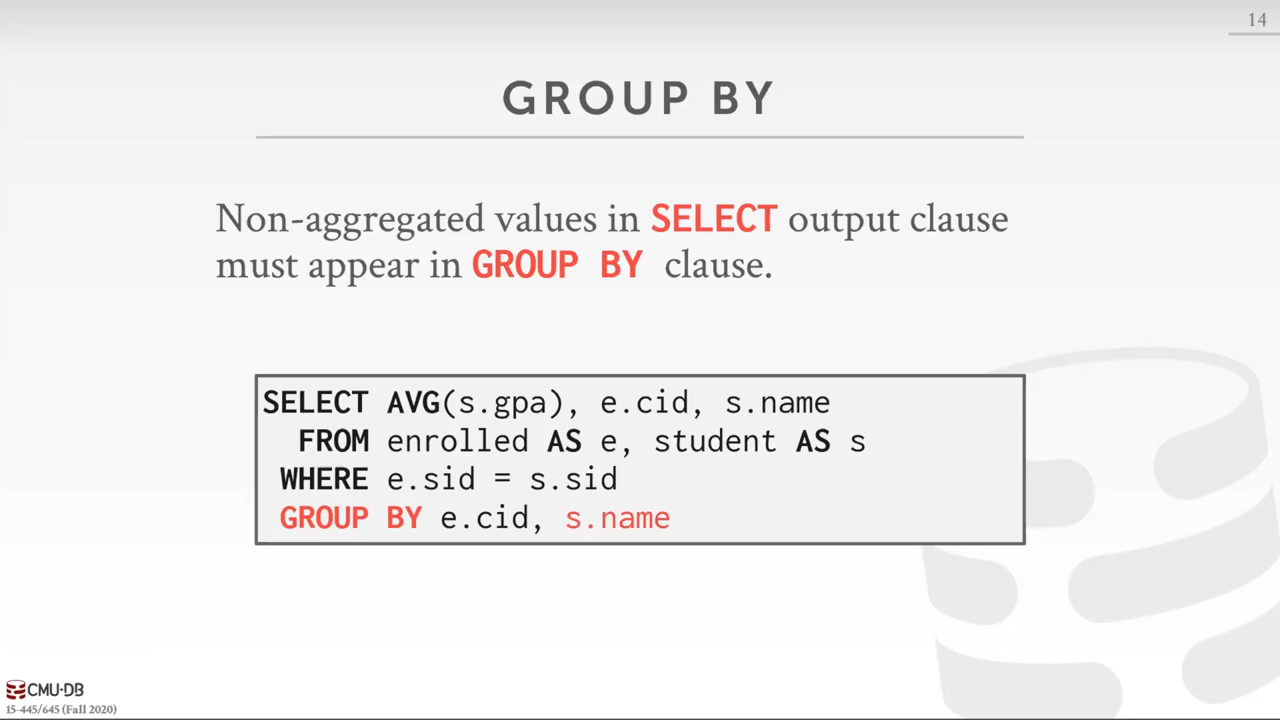 14
GROUP BY
Non-aggregated values in SELECT output clause
must appear in GROUP BY clause.
SELECT AVG(s.gpa), e.cid, s.name
FROM enrolled AS e, student AS s
WHERE e.sid = s.sid
GROUP BY e.cid, s.name
CMU·DB
15-445/645 (Fall 2020)